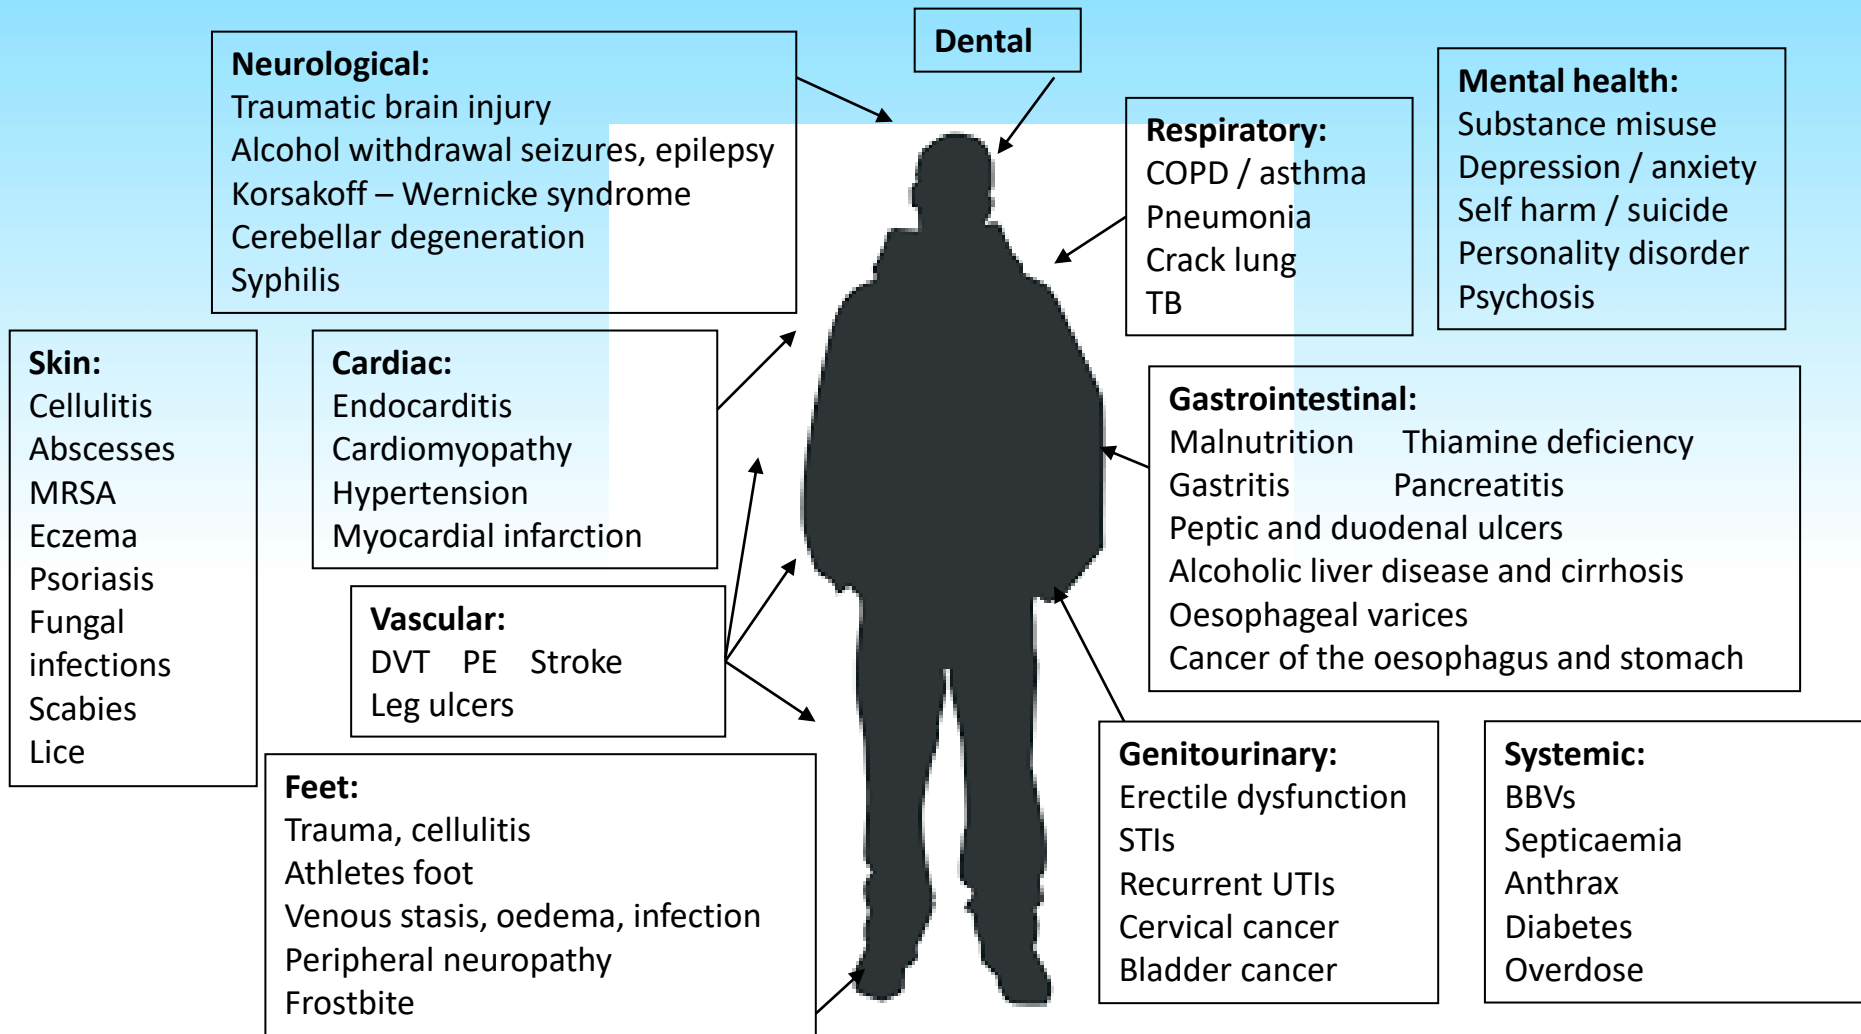 Dental
Neurological:
Traumatic brain injury
Alcohol withdrawal seizures, epilepsy
Korsakoff – Wernicke syndrome
Cerebellar degeneration
Syphilis
Respiratory:
COPD / asthma
Pneumonia
Crack lung
TB
Mental health:
Substance misuse
Depression / anxiety
Self harm / suicide
Personality disorder
Psychosis
Skin:
Cellulitis
Abscesses
MRSA
Eczema
Psoriasis
Fungal
infections
Scabies
Lice
Cardiac:
Endocarditis
Cardiomyopathy
Hypertension
Myocardial infarction
Gastrointestinal:
Malnutrition Thiamine deficiency
Gastritis Pancreatitis
Peptic and duodenal ulcers
Alcoholic liver disease and cirrhosis
Oesophageal varices
Cancer of the oesophagus and stomach
Vascular:
DVT PE Stroke
Leg ulcers
Feet:
Trauma, cellulitis
Athletes foot
Venous stasis, oedema, infection
Peripheral neuropathy
Frostbite
Genitourinary:
Erectile dysfunction
STIs
Recurrent UTIs
Cervical cancer
Bladder cancer
Systemic:
BBVs
Septicaemia
Anthrax
Diabetes
Overdose